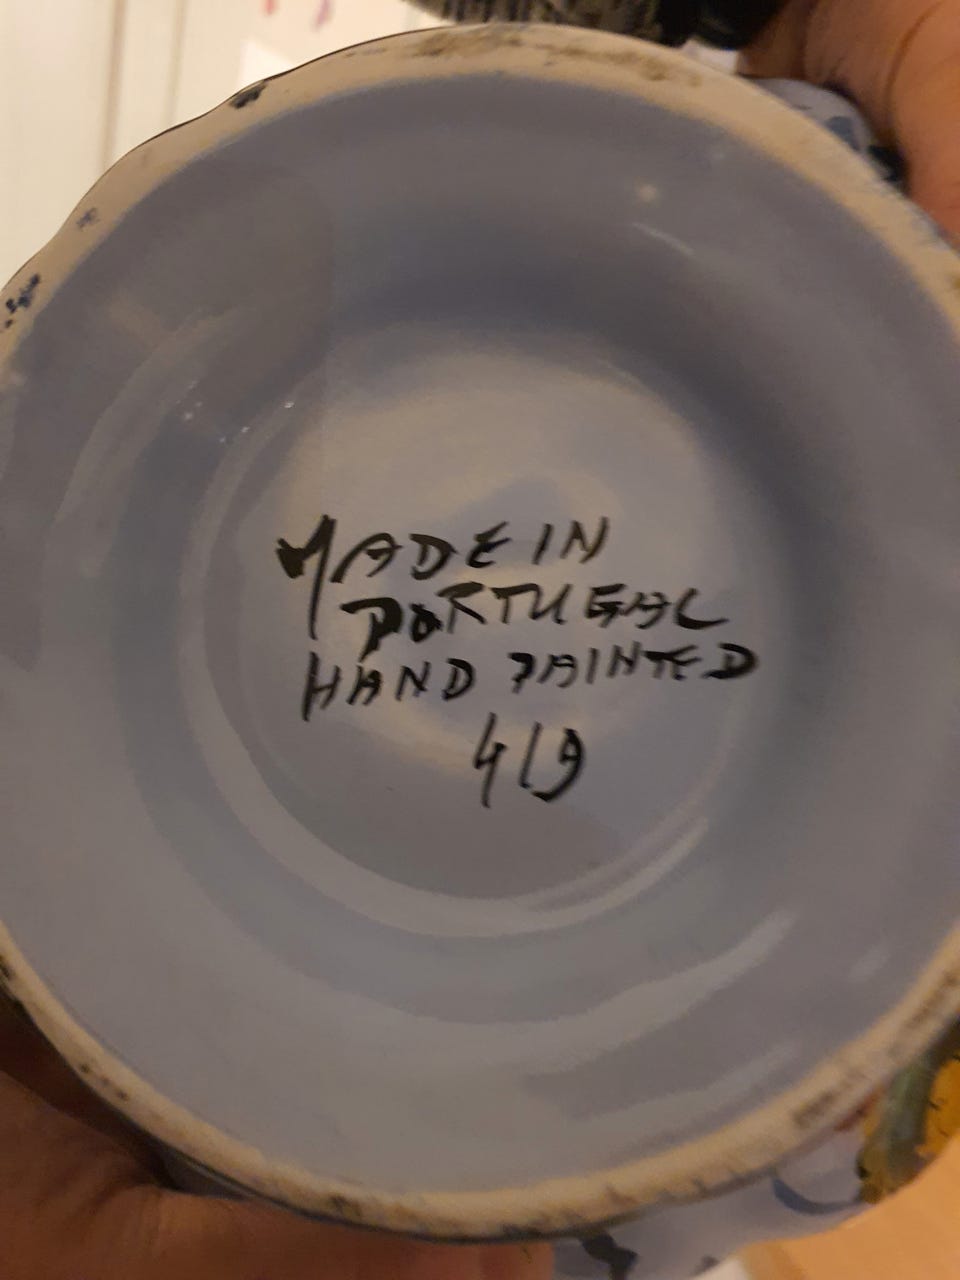 MADE IN
PORTUGAL
HAND PAINTED
419